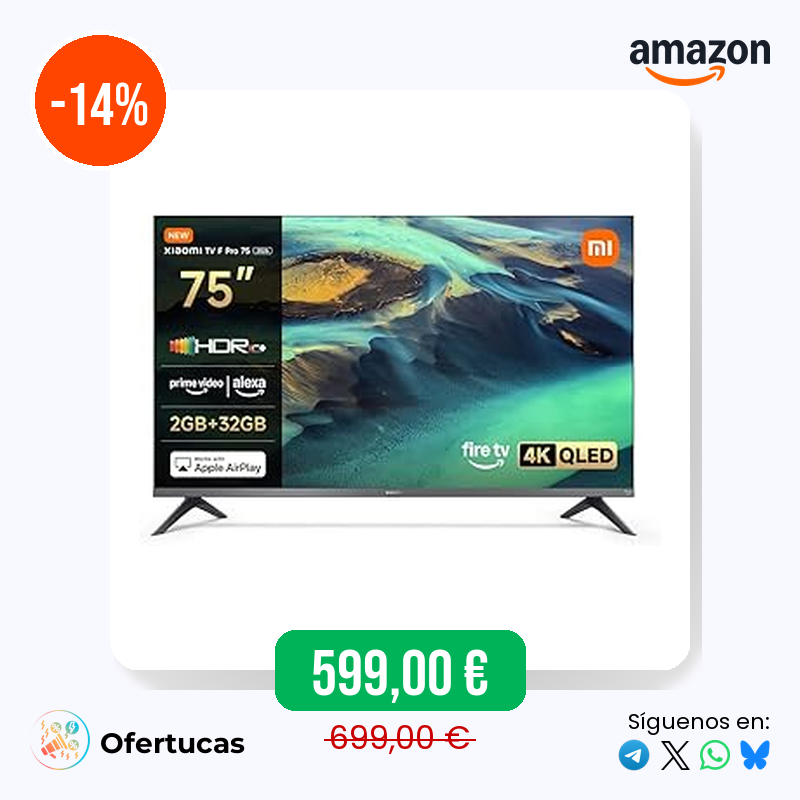 -14%
amazon
NEW
XIAOMI TV F Pro 75
75"
HDR10+
prime video | alexa
2GB+32GB
Works with
Apple AirPlay
mi
fire tv
4K QLED
599,00 €
699,00 €
Ofertucas
Síguenos en: